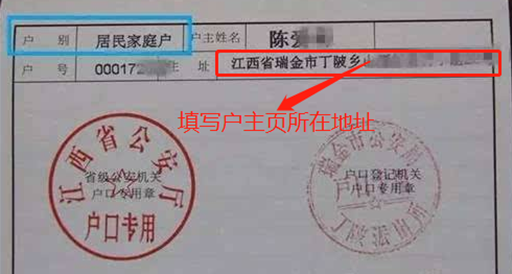 户 别 居民家庭户 户主姓名 陈
户 号 00017 住 址 江西省瑞金市丁陂乡
填写户主页所在地址
江西省公安厅
省级公安机关
户口专用章
户口专用
瑞金市公安局
户口登记机关
户口专用章
丁陂派出所